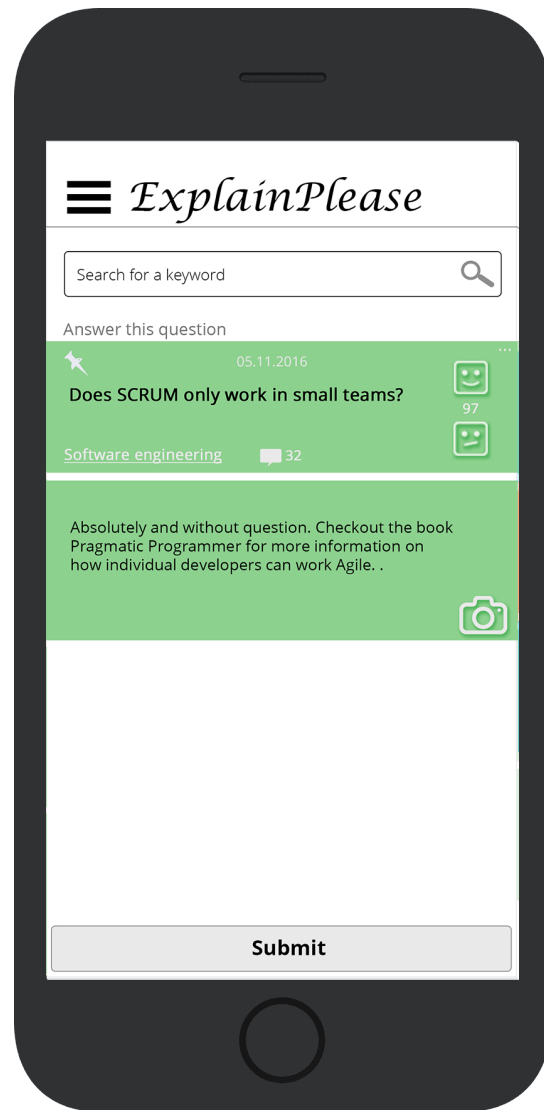 ExplainPlease
Search for a keyword
Answer this question
05.11.2016
Does SCRUM only work in small teams?
97
Software engineering
32
Absolutely and without question. Checkout the book
Pragmatic Programmer for more information on
how individual developers can work Agile. .
Submit